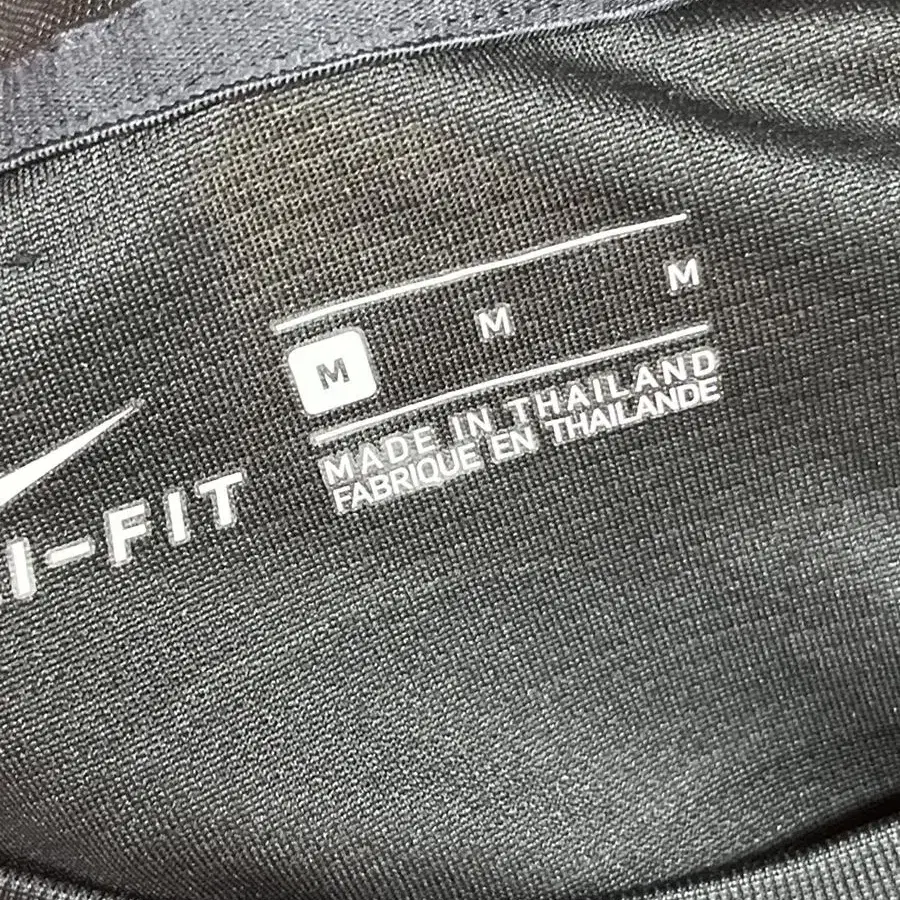 M M M
MADE IN THAILAND
FABRIQUE EN THAILANDE
I-FIT